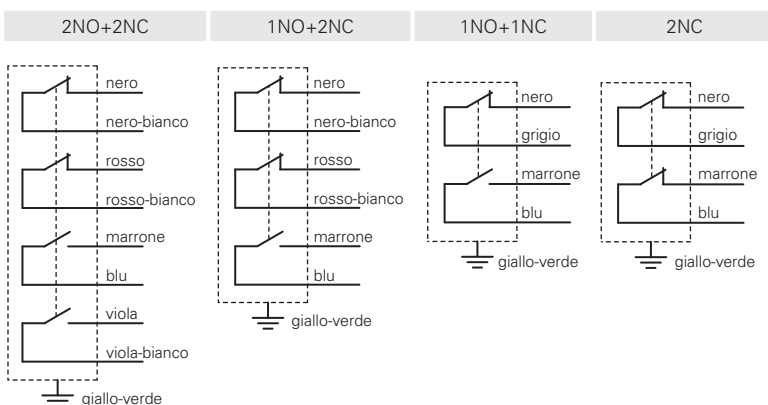 2NO+2NC
nero
nero-bianco
rosso
rosso-bianco
marrone
blu
viola
viola-bianco
giallo-verde
1NO+2NC
nero
nero-bianco
rosso
rosso-bianco
marrone
blu
giallo-verde
1NO+1NC
nero
grigio
marrone
blu
giallo-verde
2NC
nero
grigio
marrone
blu
giallo-verde